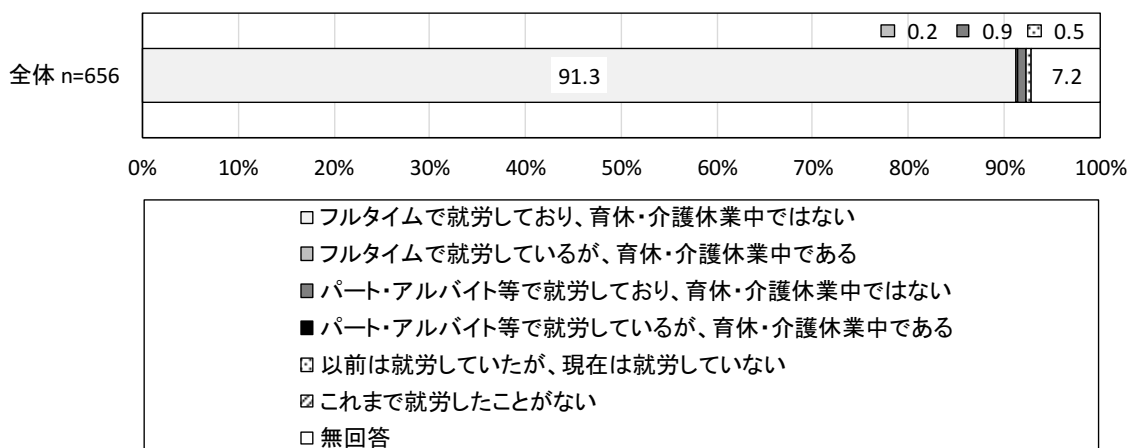 0.2 0.9 0.5
全体 n=656
91.3
7.2
0% 10% 20% 30% 40% 50% 60% 70% 80% 90% 100%
フルタイムで就労しており、育休・介護休業中ではない
フルタイムで就労しているが、育休・介護休業中である
パート・アルバイト等で就労しており、育休・介護休業中ではない
パート・アルバイト等で就労しているが、育休・介護休業中である
以前は就労していたが、現在は就労していない
これまで就労したことがない
無回答